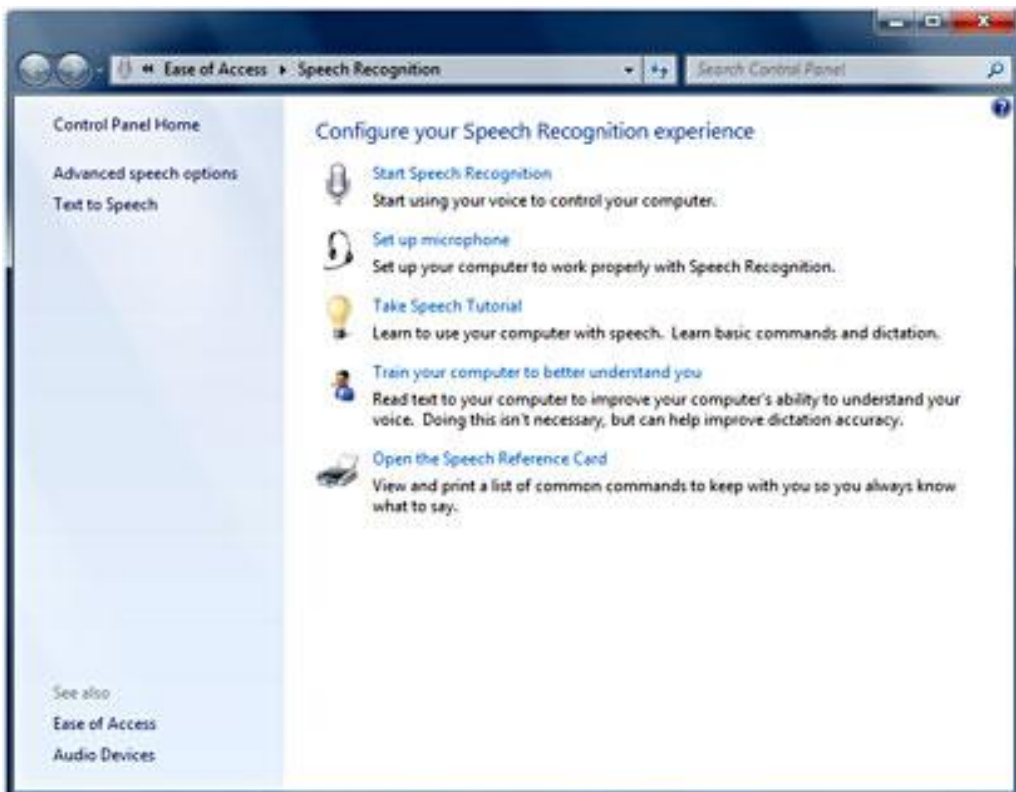 « Ease of Access ▸ Speech Recognition
Search Control Panel
Control Panel Home
Advanced speech options
Text to Speech
Configure your Speech Recognition experience
Start Speech Recognition
Start using your voice to control your computer.
Set up microphone
Set up your computer to work properly with Speech Recognition.
Take Speech Tutorial
Learn to use your computer with speech.  Learn basic commands and dictation.
Train your computer to better understand you
Read text to your computer to improve your computer's ability to understand your
voice.  Doing this isn't necessary, but can help improve dictation accuracy.
Open the Speech Reference Card
View and print a list of common commands to keep with you so you always know
what to say.
See also
Ease of Access
Audio Devices